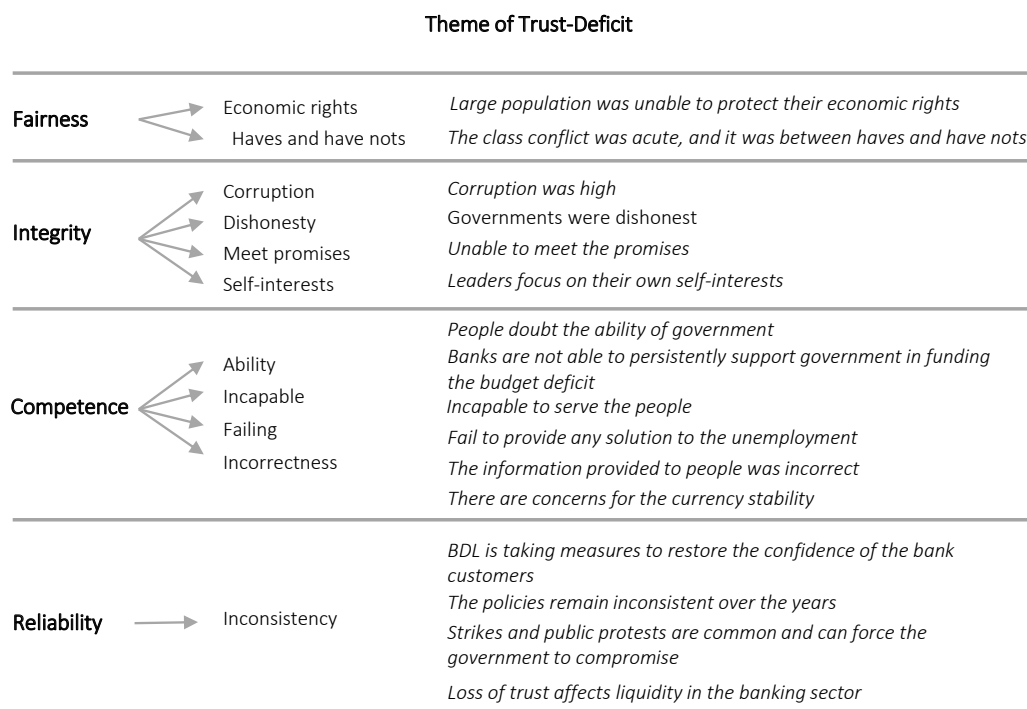 Theme of Trust-Deficit
Fairness
Economic rights
Haves and have nots
Large population was unable to protect their economic rights
The class conflict was acute, and it was between haves and have nots
Integrity
Corruption
Dishonesty
Meet promises
Self-interests
Corruption was high
Governments were dishonest
Unable to meet the promises
Leaders focus on their own self-interests
Competence
Ability
Incapable
Failing
Incorrectness
People doubt the ability of government
Banks are not able to persistently support government in funding
the budget deficit
Incapable to serve the people
Fail to provide any solution to the unemployment
The information provided to people was incorrect
There are concerns for the currency stability
Reliability
Inconsistency
BDL is taking measures to restore the confidence of the bank
customers
The policies remain inconsistent over the years
Strikes and public protests are common and can force the
government to compromise
Loss of trust affects liquidity in the banking sector